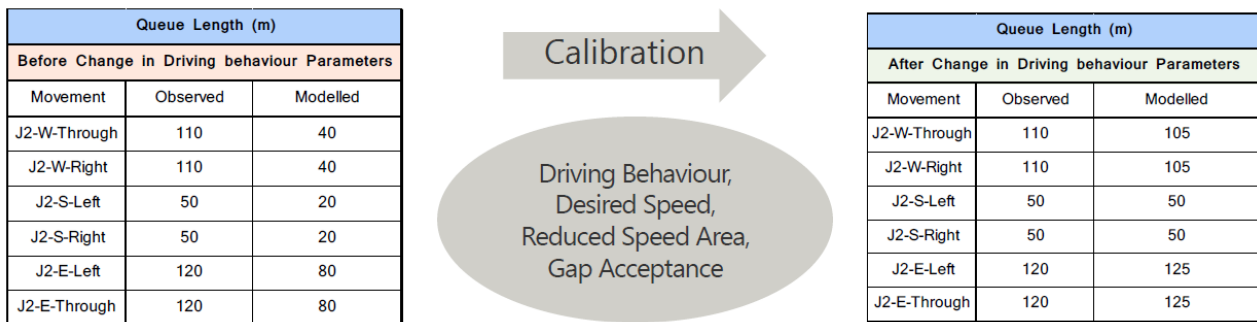 Queue Length (m)
Before Change in Driving behaviour Parameters
Movement Observed Modelled
J2-W-Through 110 40
J2-W-Right 110 40
J2-S-Left 50 20
J2-S-Right 50 20
J2-E-Left 120 80
J2-E-Through 120 80
Calibration
Driving Behaviour,
Desired Speed,
Reduced Speed Area,
Gap Acceptance
Queue Length (m)
After Change in Driving behaviour Parameters
Movement Observed Modelled
J2-W-Through 110 105
J2-W-Right 110 105
J2-S-Left 50 50
J2-S-Right 50 50
J2-E-Left 120 125
J2-E-Through 120 125